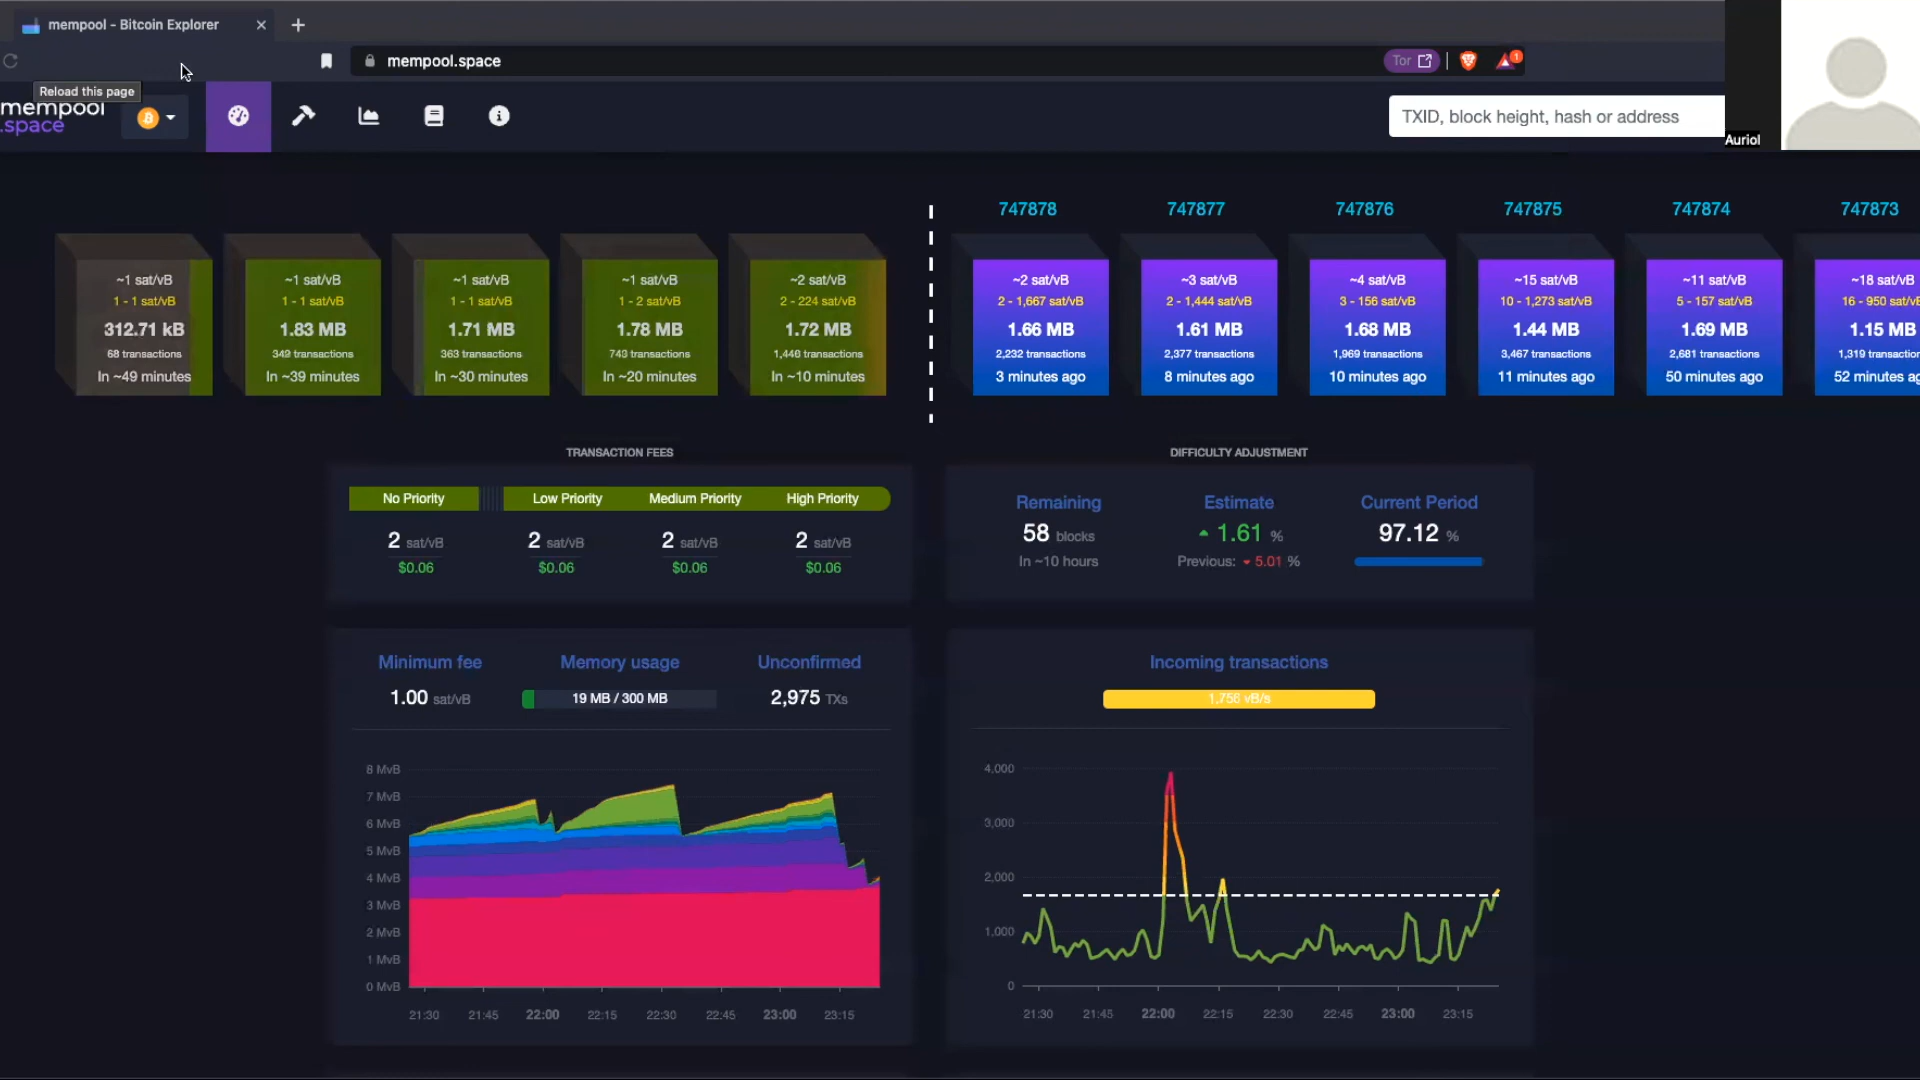 mempool - Bitcoin Explorer
mempool.space
Tor
1
Reload this page
mempool
.space
TXID, block height, hash or address
Auriol
747878
747877
747876
747875
747874
747873
~1 sat/vB
1 - 1 sat/vB
312.71 kB
68 transactions
In ~49 minutes
~1 sat/vB
1 - 1 sat/vB
1.83 MB
349 transactions
In ~39 minutes
~1 sat/vB
1 - 1 sat/vB
1.71 MB
363 transactions
In ~30 minutes
~1 sat/vB
1 - 2 sat/vB
1.78 MB
743 transactions
In ~20 minutes
~2 sat/vB
2 - 224 sat/vB
1.72 MB
1,446 transactions
In ~10 minutes
~2 sat/vB
2 - 1,667 sat/vB
1.66 MB
2,232 transactions
3 minutes ago
~3 sat/vB
2 - 1,444 sat/vB
1.61 MB
2,377 transactions
8 minutes ago
~4 sat/vB
3 - 156 sat/vB
1.68 MB
1,969 transactions
10 minutes ago
~15 sat/vB
10 - 1,273 sat/vB
1.44 MB
3,467 transactions
11 minutes ago
~11 sat/vB
5 - 157 sat/vB
1.69 MB
2,681 transactions
50 minutes ago
~18 sat/vB
16 - 950 sat/vB
1.15 MB
1,319 transaction
52 minutes ag
TRANSACTION FEES
No Priority
Low Priority
Medium Priority
High Priority
2 sat/vB
2 sat/vB
2 sat/vB
2 sat/vB
$0.06
$0.06
$0.06
$0.06
DIFFICULTY ADJUSTMENT
Remaining
58 blocks
In ~10 hours
Estimate
1.61 %
Previous: 5.01 %
Current Period
97.12 %
Minimum fee
1.00 sat/vB
Memory usage
19 MB / 300 MB
Unconfirmed
2,975 TXs
8 MvB
7 MvB
6 MvB
5 MvB
4 MvB
3 MvB
2 MvB
1 MvB
0 MvB
21:30
21:45
22:00
22:15
22:30
22:45
23:00
23:15
Incoming transactions
1,756 vB/s
4,000
3,000
2,000
1,000
0
21:30
21:45
22:00
22:15
22:30
22:45
23:00
23:15